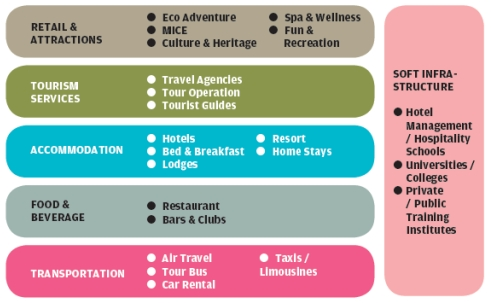 RETAIL &
ATTRACTIONS
Eco Adventure
MICE
Culture & Heritage
Spa & Wellness
Fun &
Recreation
TOURISM
SERVICES
Travel Agencies
Tour Operation
Tourist Guides
ACCOMMODATION
Hotels
Bed & Breakfast
Lodges
Resort
Home Stays
FOOD &
BEVERAGE
Restaurant
Bars & Clubs
TRANSPORTATION
Air Travel
Tour Bus
Car Rental
Taxis /
Limousines
SOFT INFRA-
STRUCTURE
Hotel
Management
/ Hospitality
Schools
Universities /
Colleges
Private
/ Public
Training
Institutes